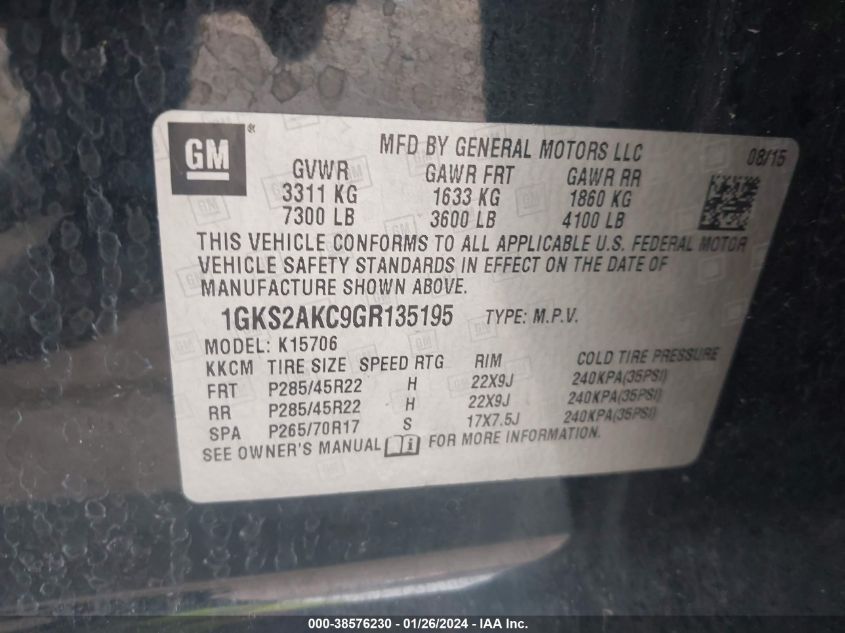 GM®
MFD BY GENERAL MOTORS LLC 08/15
GVWR GAWR FRT GAWR RR
3311 KG 1633 KG 1860 KG
7300 LB 3600 LB 4100 LB
THIS VEHICLE CONFORMS TO ALL APPLICABLE U.S. FEDERAL MOTOR
VEHICLE SAFETY STANDARDS IN EFFECT ON THE DATE OF
MANUFACTURE SHOWN ABOVE.
1GKS2AKC9GR135195 TYPE: M.P.V.
MODEL: K15706
KKCM TIRE SIZE SPEED RTG RIM COLD TIRE PRESSURE
FRT P285/45R22 H 22X9J 240KPA(35PSI)
RR P285/45R22 H 22X9J 240KPA(35PSI)
SPA P265/70R17 S 17X7.5J 240KPA(35PSI)
SEE OWNER'S MANUAL FOR MORE INFORMATION.
000-38576230 - 01/26/2024 - IAA Inc.